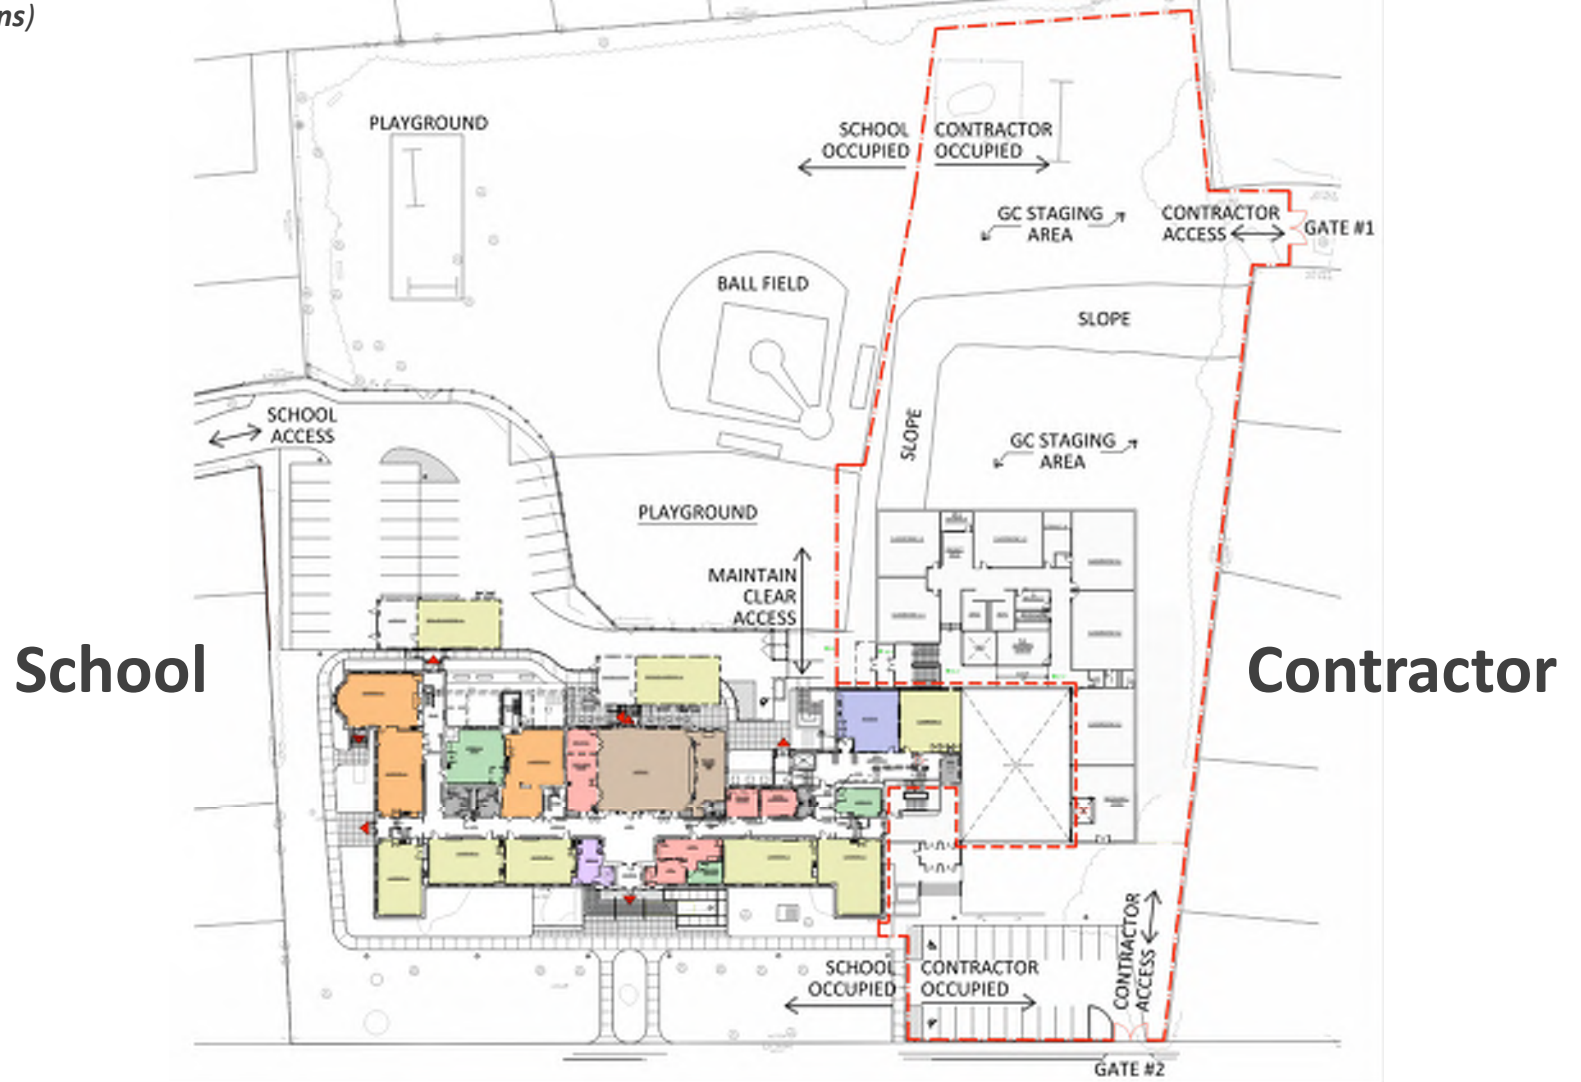 ns)
PLAYGROUND
SCHOOL
OCCUPIED
CONTRACTOR
OCCUPIED
GC STAGING
AREA
CONTRACTOR
ACCESS
GATE #1
BALL FIELD
SLOPE
SCHOOL
ACCESS
SLOPE
GC STAGING
AREA
PLAYGROUND
MAINTAIN
CLEAR
ACCESS
School
Contractor
CONTRACTOR
ACCESS
SCHOOL
OCCUPIED
CONTRACTOR
OCCUPIED
GATE #2